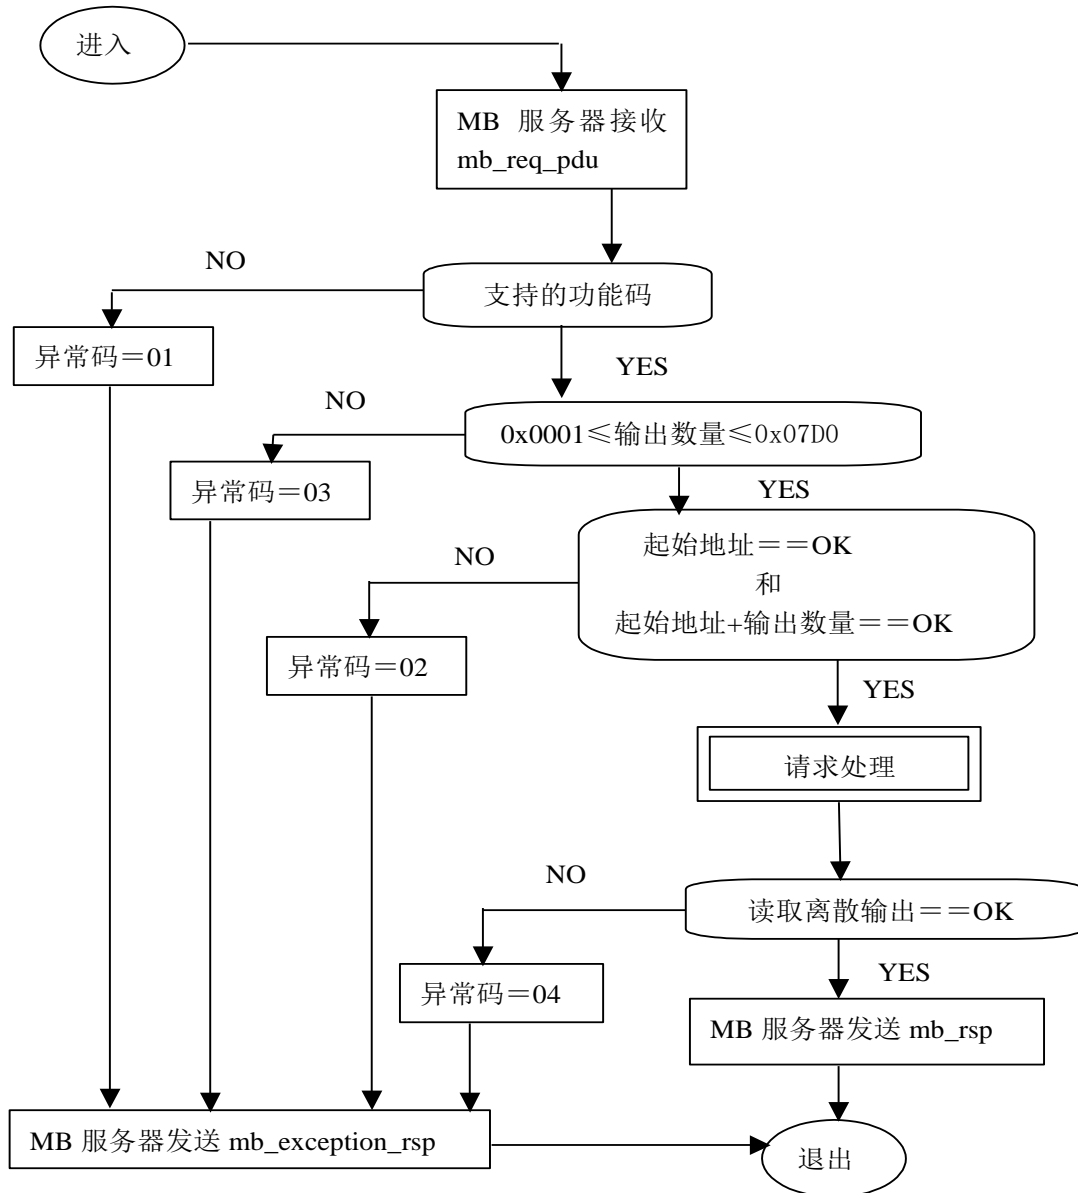 进入
MB 服务器接收
mb_req_pdu
NO
支持的功能码
异常码＝01
YES
NO
0x0001≤输出数量≤0x07D0
异常码＝03
YES
起始地址＝＝OK
NO
和
起始地址+输出数量＝＝OK
异常码＝02
YES
请求处理
NO
读取离散输出＝＝OK
YES
异常码＝04
MB 服务器发送 mb_rsp
MB 服务器发送 mb_exception_rsp
退出